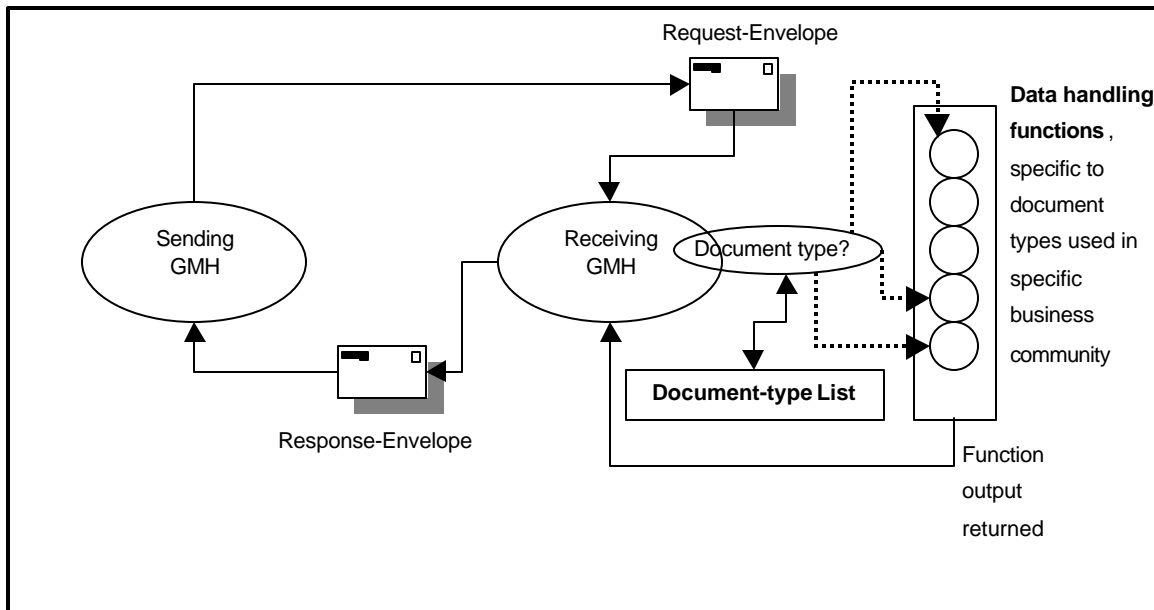 Request-Envelope
Data handling
functions ,
specific to
document
types used in
specific
business
community
Sending
GMH
Receiving
GMH
Document type?
Document-type List
Response-Envelope
Function
output
returned